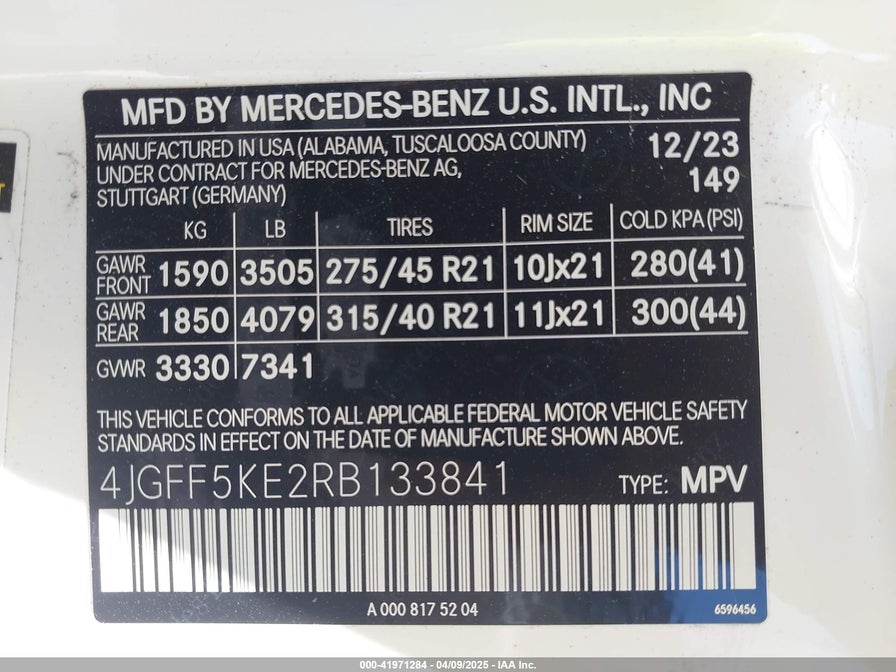 MFD BY MERCEDES-BENZ U.S. INTL., INC
MANUFACTURED IN USA (ALABAMA, TUSCALOOSA COUNTY) 12/23
UNDER CONTRACT FOR MERCEDES-BENZ AG, 149
STUTTGART (GERMANY)
KG LB TIRES RIM SIZE COLD KPA (PSI)
GAWR FRONT 1590 3505 275/45 R21 10Jx21 280(41)
GAWR REAR 1850 4079 315/40 R21 11Jx21 300(44)
GVWR 3330 7341
THIS VEHICLE CONFORMS TO ALL APPLICABLE FEDERAL MOTOR VEHICLE SAFETY
STANDARDS IN EFFECT ON THE DATE OF MANUFACTURE SHOWN ABOVE.
4JGFF5KE2RB133841 TYPE: MPV
A 000 817 52 04 6596456
000-41971284 - 04/09/2025 - IAA Inc.